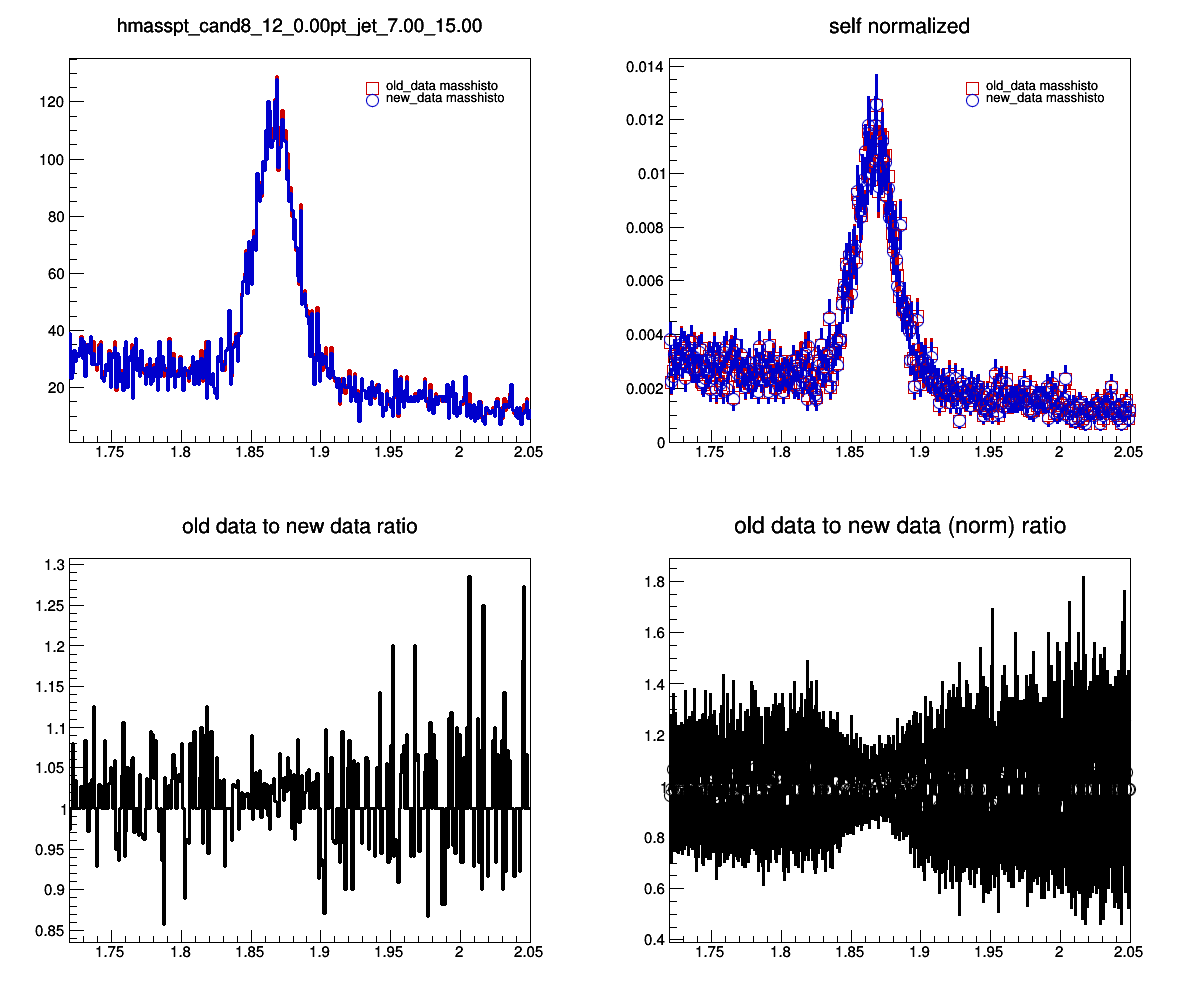 hmasspt_cand8_12_0.00pt_jet_7.00_15.00
old_data masshisto
new_data masshisto
120
100
80
60
40
20
1.75 1.8 1.85 1.9 1.95 2 2.05
self normalized
old_data masshisto
new_data masshisto
0.014
0.012
0.01
0.008
0.006
0.004
0.002
0
1.75 1.8 1.85 1.9 1.95 2 2.05
old data to new data ratio
1.3
1.25
1.2
1.15
1.1
1.05
1
0.95
0.9
0.85
1.75 1.8 1.85 1.9 1.95 2 2.05
old data to new data (norm) ratio
1.8
1.6
1.4
1.2
1
0.8
0.6
0.4
1.75 1.8 1.85 1.9 1.95 2 2.05